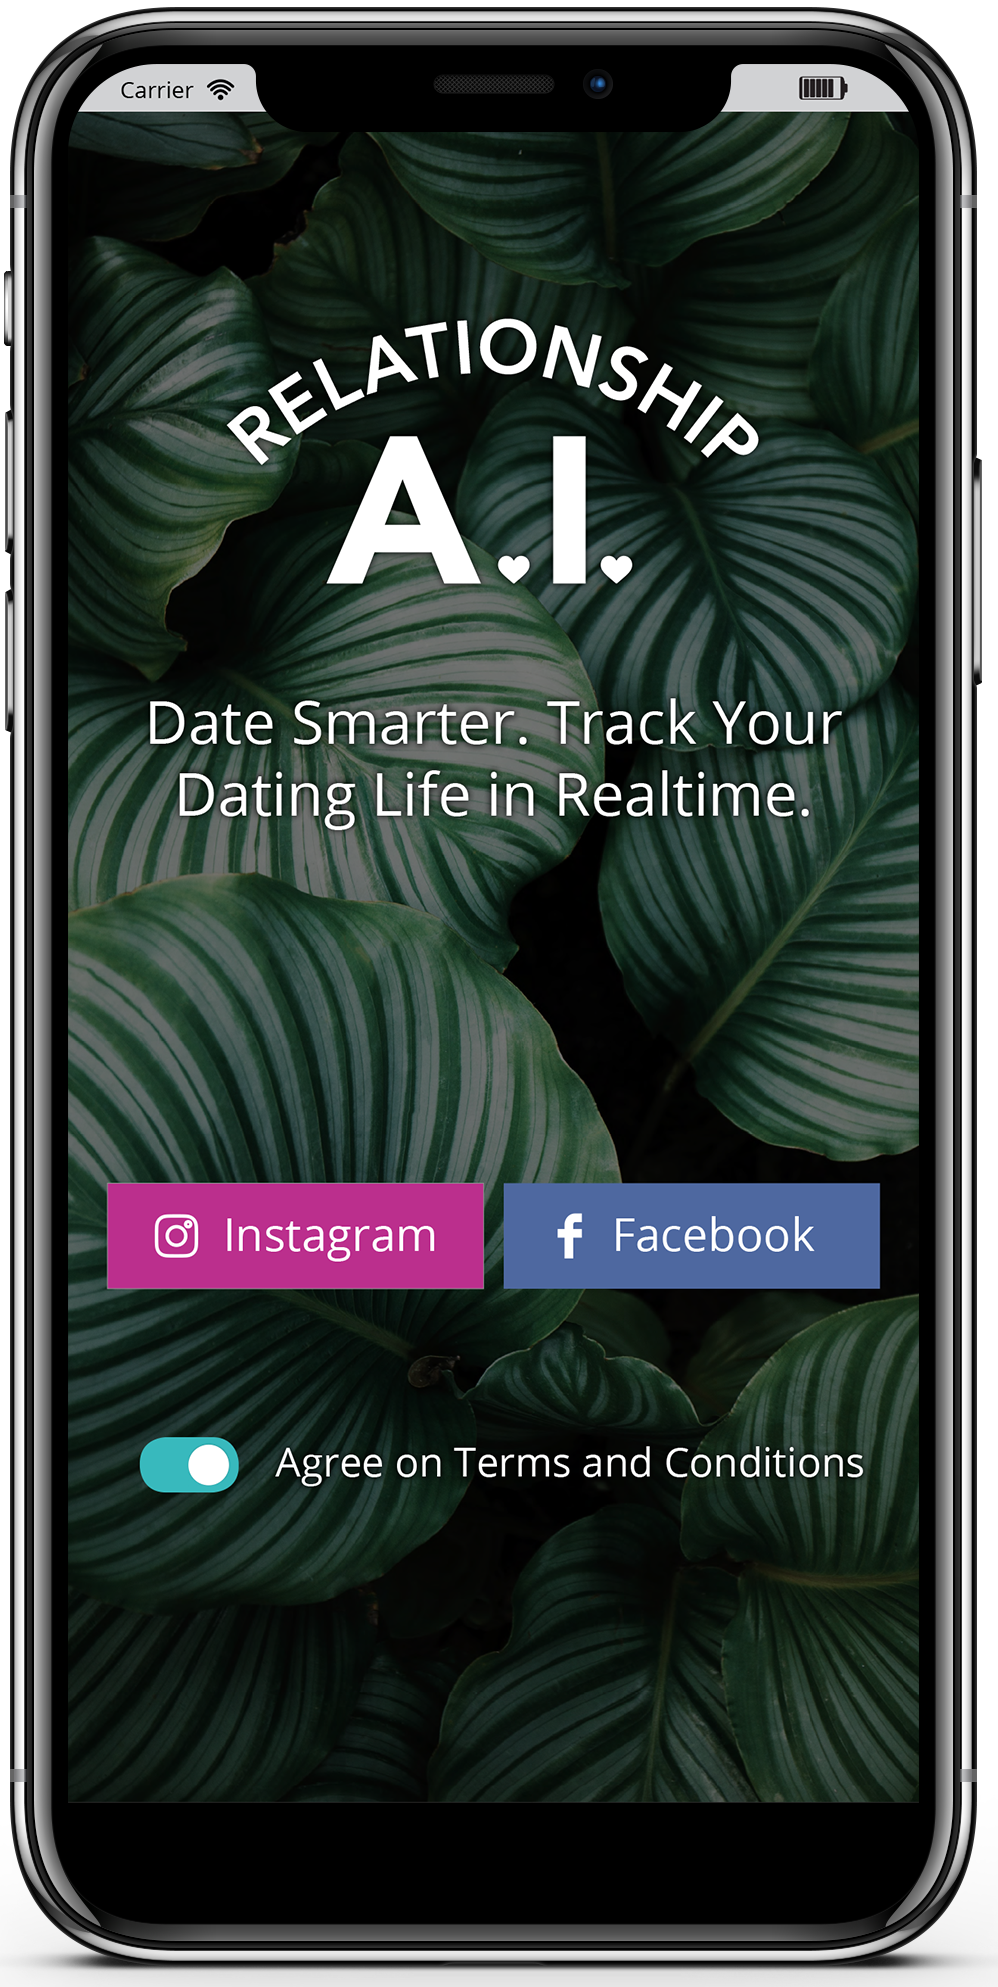 Carrier
RELATIONSHIP
A.I.
Date Smarter. Track Your
Dating Life in Realtime.
Instagram
Facebook
Agree on Terms and Conditions